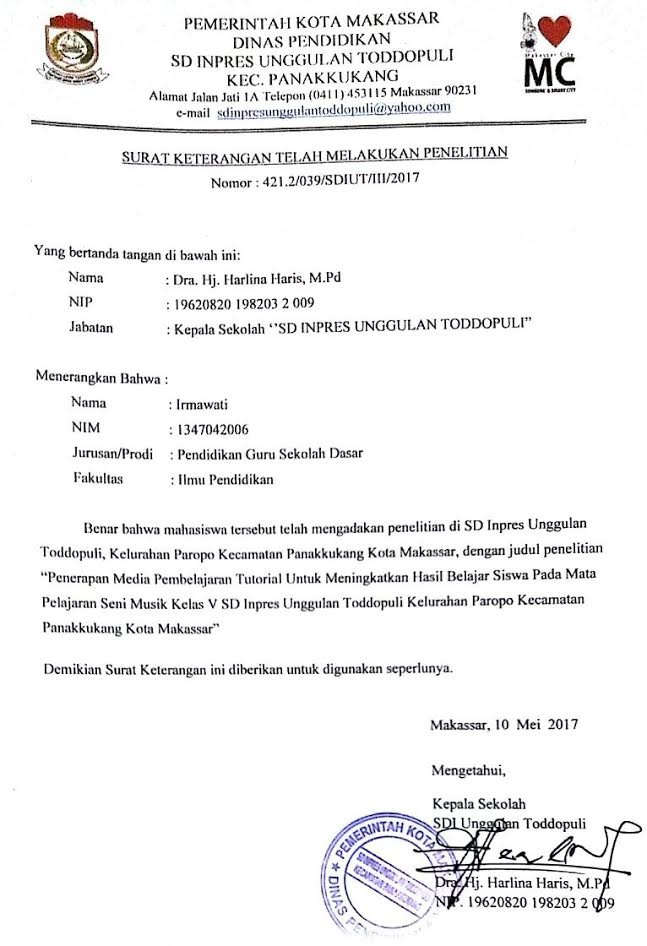 PEMERINTAH KOTA MAKASSAR
DINAS PENDIDIKAN
SD INPRES UNGGULAN TODDOPULI
KEC. PANAKKUKANG
Alamat Jalan Jati 1A Telepon (0411) 453115 Makassar 90231
e-mail sdinpresunggulantoddopuli@yahoo.com
I
Makassar City
MC
SOMBERE & SMART CITY
SURAT KETERANGAN TELAH MELAKUKAN PENELITIAN
Nomor : 421.2/039/SDIUT/III/2017
Yang bertanda tangan di bawah ini:
Nama : Dra. Hj. Harlina Haris, M.Pd
NIP : 19620820 198203 2 009
Jabatan : Kepala Sekolah ‘’SD INPRES UNGGULAN TODDOPULI”
Menerangkan Bahwa :
Nama : Irmawati
NIM : 1347042006
Jurusan/Prodi : Pendidikan Guru Sekolah Dasar
Fakultas : Ilmu Pendidikan
Benar bahwa mahasiswa tersebut telah mengadakan penelitian di SD Inpres Unggulan
Toddopuli, Kelurahan Paropo Kecamatan Panakkukang Kota Makassar, dengan judul penelitian
“Penerapan Media Pembelajaran Tutorial Untuk Meningkatkan Hasil Belajar Siswa Pada Mata
Pelajaran Seni Musik Kelas V SD Inpres Unggulan Toddopuli Kelurahan Paropo Kecamatan
Panakkukang Kota Makassar”
Demikian Surat Keterangan ini diberikan untuk digunakan seperlunya.
Makassar, 10 Mei 2017
Mengetahui,
Kepala Sekolah
SDI Unggulan Toddopuli
PEMERINTAH KOTA
DINAS
Dra. Hj. Harlina Haris, M.Pd
NIP. 19620820 198203 2 009